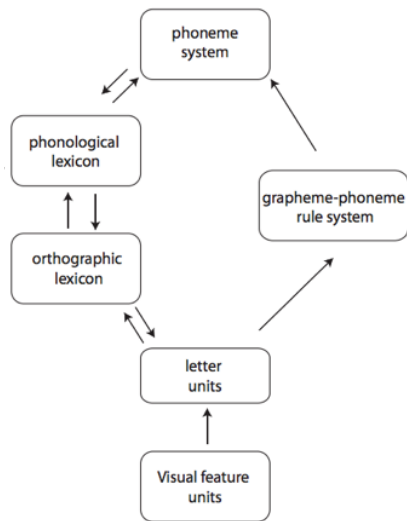 phoneme
system
phonological
lexicon
grapheme-phoneme
rule system
orthographic
lexicon
letter
units
Visual feature
units